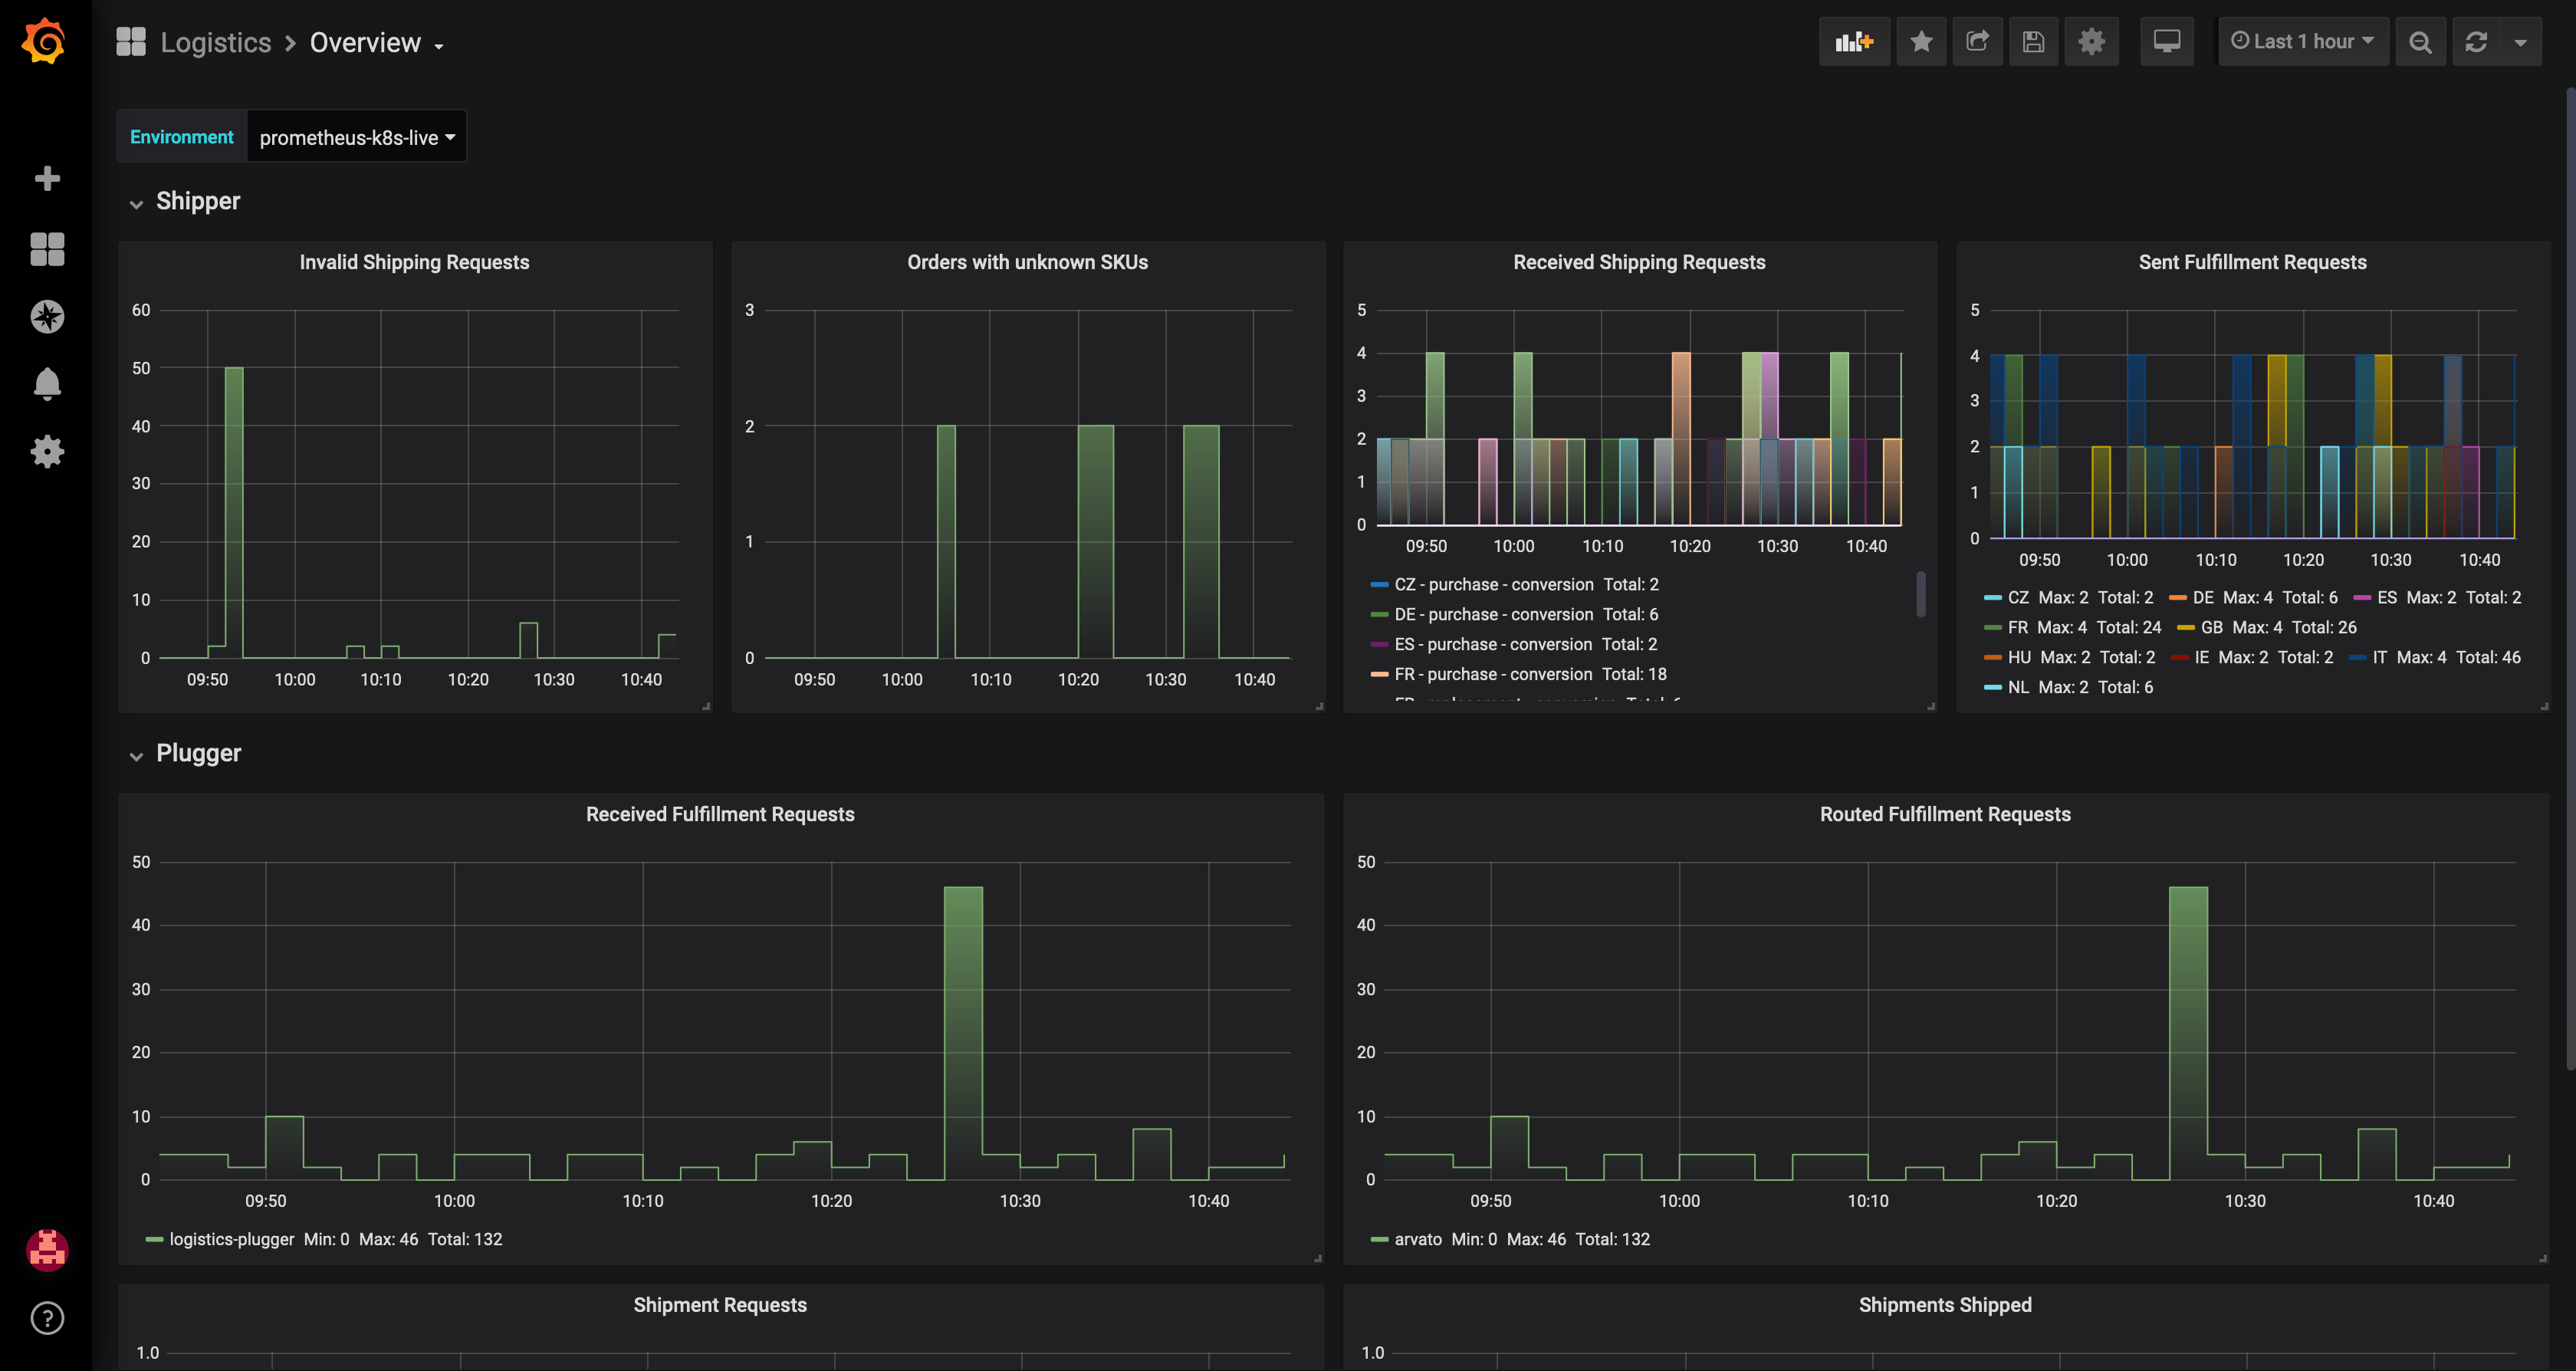 Logistics > Overview
Last 1 hour
Environment prometheus-k8s-live
Shipper
Invalid Shipping Requests
60
50
40
30
20
10
0
09:50 10:00 10:10 10:20 10:30 10:40
Orders with unknown SKUs
3
2
1
0
09:50 10:00 10:10 10:20 10:30 10:40
Received Shipping Requests
5
4
3
2
1
0
09:50 10:00 10:10 10:20 10:30 10:40
CZ - purchase - conversion Total: 2
DE - purchase - conversion Total: 6
ES - purchase - conversion Total: 2
FR - purchase - conversion Total: 18
Sent Fulfillment Requests
5
4
3
2
1
0
09:50 10:00 10:10 10:20 10:30 10:40
CZ Max: 2 Total: 2 DE Max: 4 Total: 6 ES Max: 2 Total: 2
FR Max: 4 Total: 24 GB Max: 4 Total: 26
HU Max: 2 Total: 2 IE Max: 2 Total: 2 IT Max: 4 Total: 46
NL Max: 2 Total: 6
Plugger
Received Fulfillment Requests
50
40
30
20
10
0
09:50 10:00 10:10 10:20 10:30 10:40
logistics-plugger Min: 0 Max: 46 Total: 132
Routed Fulfillment Requests
50
40
30
20
10
0
09:50 10:00 10:10 10:20 10:30 10:40
arvato Min: 0 Max: 46 Total: 132
Shipment Requests
1.0
Shipments Shipped
1.0